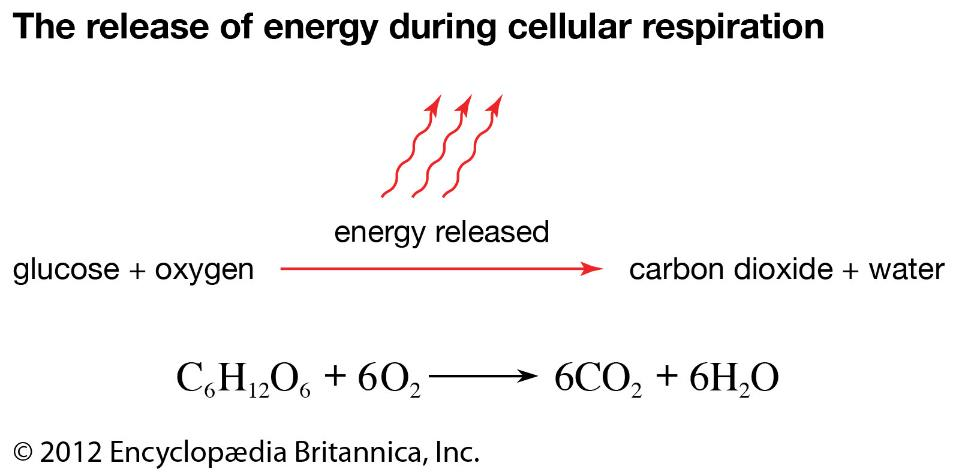 The release of energy during cellular respiration
energy released
glucose + oxygen → carbon dioxide + water
C₆H₁₂O₆ + 6O₂ → 6CO₂ + 6H₂O
© 2012 Encyclopædia Britannica, Inc.